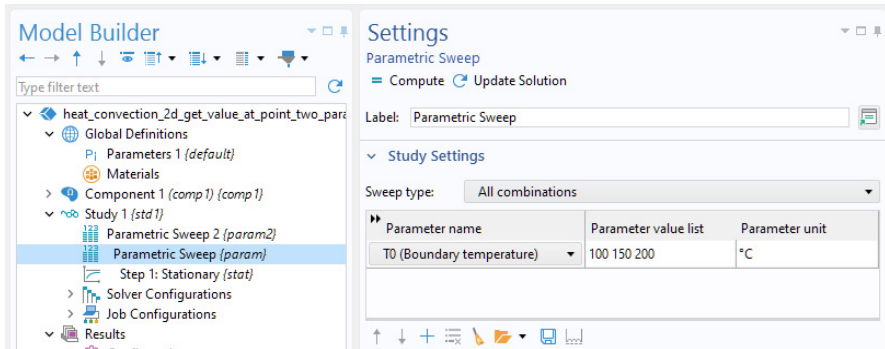 Model Builder
Type filter text
heat_convection_2d_get_value_at_point_two_para
Global Definitions
Pi Parameters 1 {default}
Materials
Component 1 (comp1) {comp1}
Study 1 {std1}
123
Parametric Sweep 2 {param2}
123
Parametric Sweep {param}
Step 1: Stationary {stat}
Solver Configurations
Job Configurations
Results
Settings
Parametric Sweep
= Compute Update Solution
Label: Parametric Sweep
Study Settings
Sweep type: All combinations
Parameter name Parameter value list Parameter unit
T0 (Boundary temperature) 100 150 200 °C